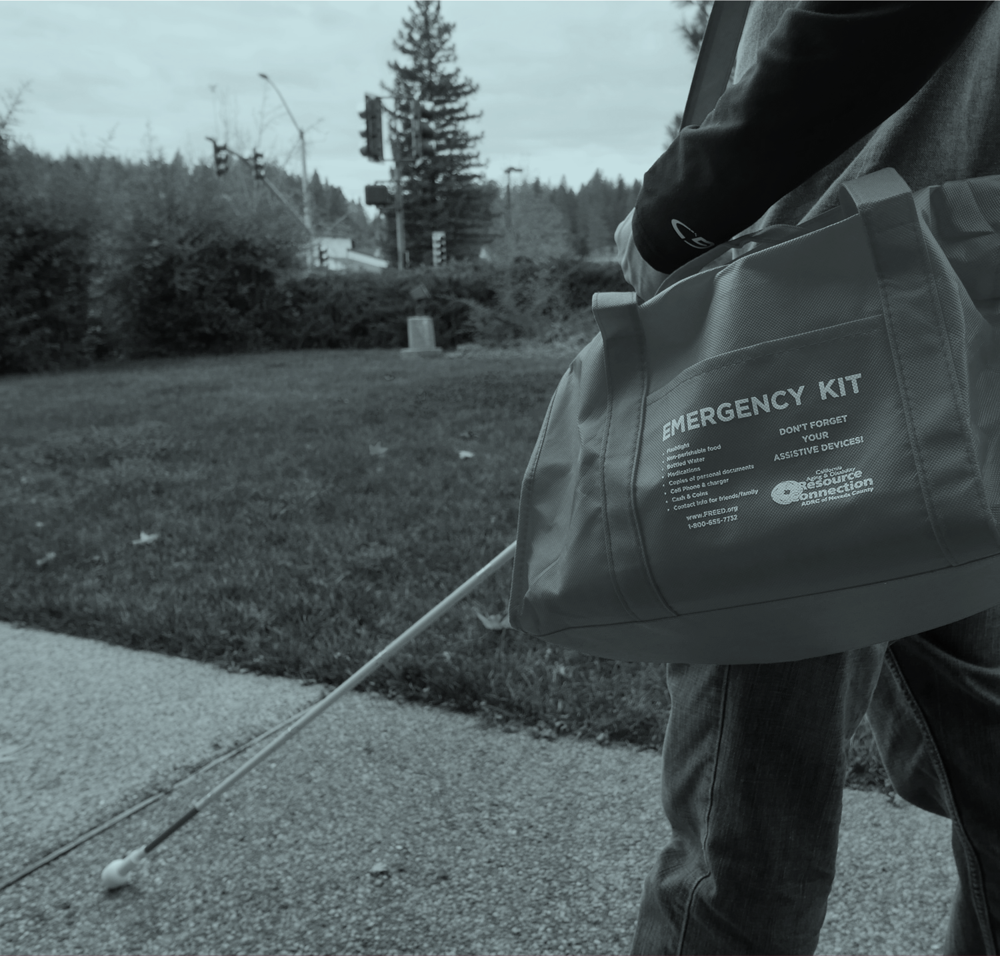 EMERGENCY KIT
• Flashlight
• Non-perishable food
• Bottled Water
• Medications
• Copies of personal documents
• Cell Phone & charger
• Cash & Coins
• Contact info for friends/family
www.FREED.org
1-800-655-7732
DON'T FORGET
YOUR
ASSISTIVE DEVICES!
California
Aging & Disability
Resource
Connection
ADRC of Nevada County